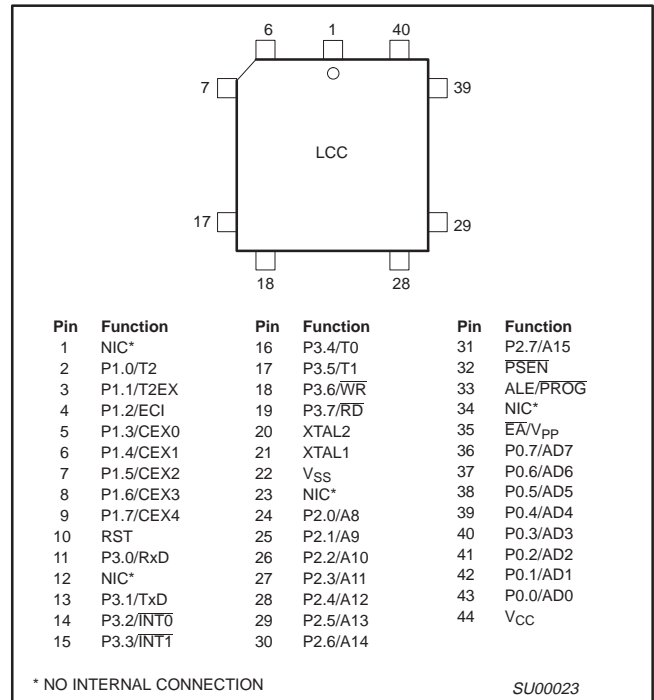 6 1 40
7 39
LCC
17 29
18 28
Pin Function Pin Function Pin Function
1 NIC* 16 P3.4/T0 31 P2.7/A15
2 P1.0/T2 17 P3.5/T1 32 P̅S̅E̅N̅
3 P1.1/T2EX 18 P3.6/W̅R̅ 33 ALE/P̅R̅O̅G̅
4 P1.2/ECI 19 P3.7/R̅D̅ 34 NIC*
5 P1.3/CEX0 20 XTAL2 35 E̅A̅/VPP
6 P1.4/CEX1 21 XTAL1 36 P0.7/AD7
7 P1.5/CEX2 22 VSS 37 P0.6/AD6
8 P1.6/CEX3 23 NIC* 38 P0.5/AD5
9 P1.7/CEX4 24 P2.0/A8 39 P0.4/AD4
10 RST 25 P2.1/A9 40 P0.3/AD3
11 P3.0/RxD 26 P2.2/A10 41 P0.2/AD2
12 NIC* 27 P2.3/A11 42 P0.1/AD1
13 P3.1/TxD 28 P2.4/A12 43 P0.0/AD0
14 P3.2/I̅N̅T̅0̅ 29 P2.5/A13 44 VCC
15 P3.3/I̅N̅T̅1̅ 30 P2.6/A14
* NO INTERNAL CONNECTION SU00023